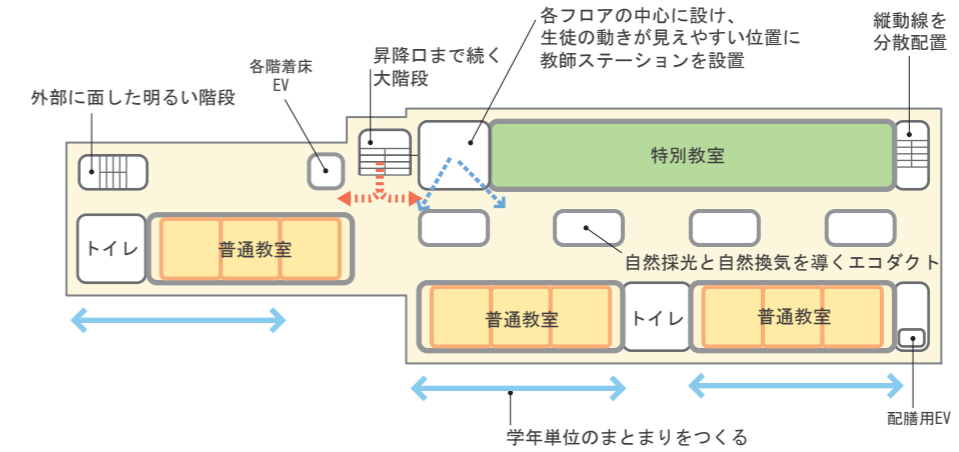 各フロアの中心に設け、
生徒の動きが見えやすい位置に
教師ステーションを設置
縦動線を
分散配置
昇降口まで続く
大階段
各階着床
EV
外部に面した明るい階段
特別教室
トイレ
普通教室
自然採光と自然換気を導くエコダクト
普通教室
トイレ
普通教室
配膳用EV
学年単位のまとまりをつくる